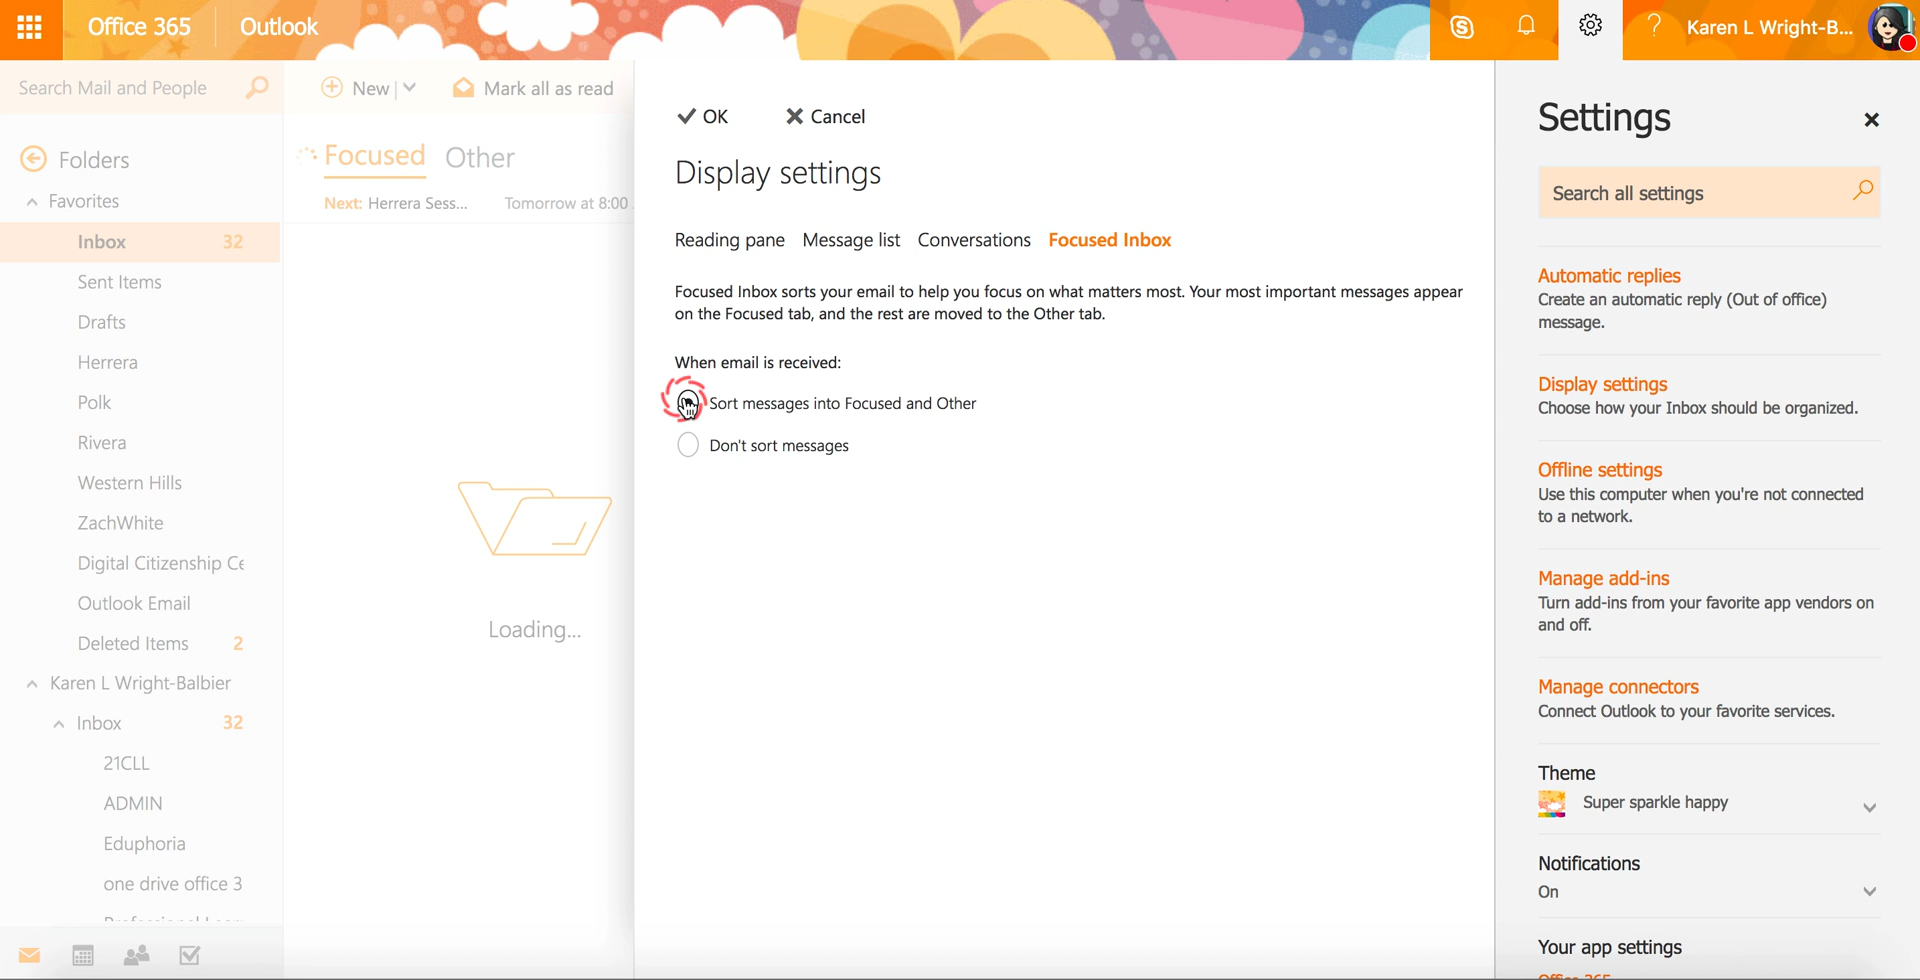 Office 365
Outlook
?
Karen L Wright-B...
Search Mail and People
New
Mark all as read
Folders
Favorites
Inbox 32
Sent Items
Drafts
Herrera
Polk
Rivera
Western Hills
ZachWhite
Digital Citizenship Ce
Outlook Email
Deleted Items 2
Karen L Wright-Balbier
Inbox 32
21CLL
ADMIN
Eduphoria
one drive office 3
Focused Other
Next: Herrera Sess... Tomorrow at 8:00
Loading...
OK Cancel
Display settings
Reading pane Message list Conversations Focused Inbox
Focused Inbox sorts your email to help you focus on what matters most. Your most important messages appear
on the Focused tab, and the rest are moved to the Other tab.
When email is received:
Sort messages into Focused and Other
Don't sort messages
Settings
Search all settings
Automatic replies
Create an automatic reply (Out of office)
message.
Display settings
Choose how your Inbox should be organized.
Offline settings
Use this computer when you're not connected
to a network.
Manage add-ins
Turn add-ins from your favorite app vendors on
and off.
Manage connectors
Connect Outlook to your favorite services.
Theme
Super sparkle happy
Notifications
On
Your app settings
Office 365